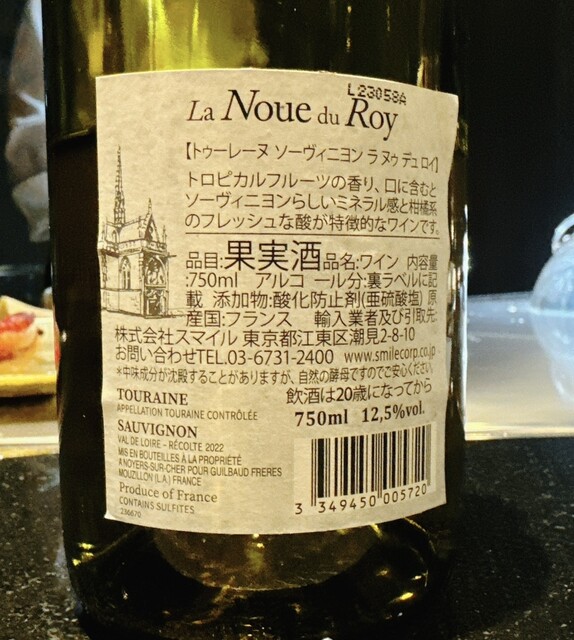 L23058A
La Noue du Roy
【トゥーレーヌ ソーヴィニヨン ラ ヌゥ デュ ロイ】
トロピカルフルーツの香り、口に含むと
ソーヴィニヨンらしいミネラル感と柑橘系
のフレッシュな酸が特徴的なワインです。
品目:果実酒品名:ワイン 内容量
:750ml アルコール分:裏ラベルに記
載 添加物:酸化防止剤(亜硫酸塩) 原
産国:フランス 輸入業者及び引取先:
株式会社スマイル 東京都江東区潮見2-8-10
お問い合わせTEL.03-6731-2400 www.smilecorp.co.jp
*中味成分が沈殿することがありますが、自然の酵母ですのでご安心ください。
飲酒は20歳になってから
TOURAINE
APPELLATION TOURAINE CONTRÔLÉE
750ml 12,5%vol.
SAUVIGNON
VAL DE LOIRE - RÉCOLTE 2022
MIS EN BOUTEILLES À LA PROPRIÉTÉ
A NOYERS-SUR-CHER POUR GUILBAUD FRERES
MOUZILLON (L.A.) FRANCE
Produce of France
CONTAINS SULFITES
236670
3 349450 005720